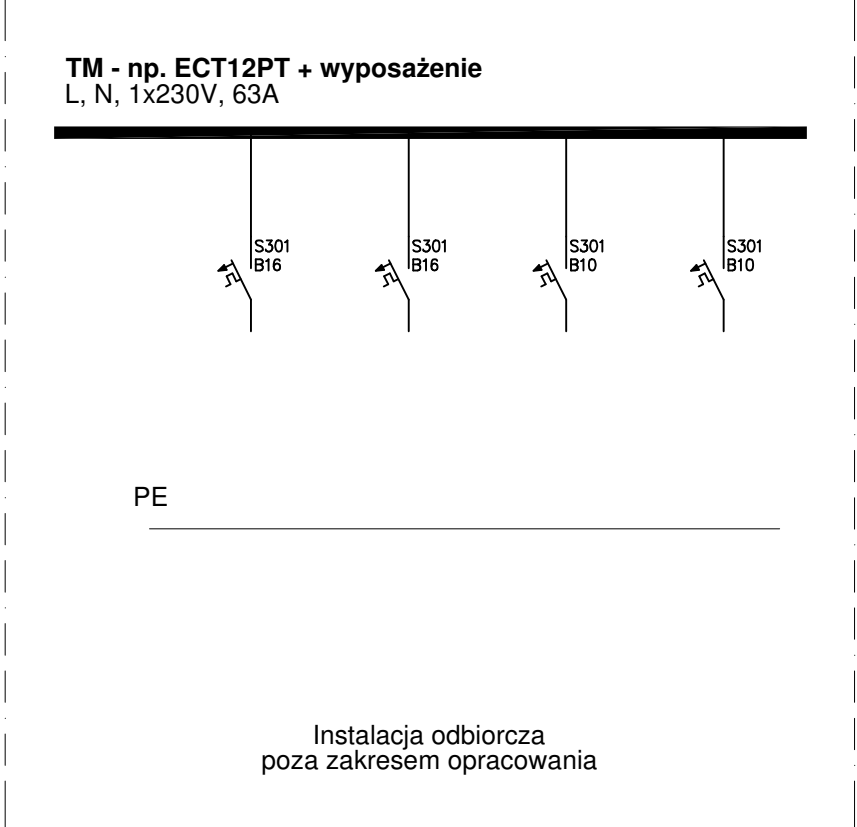 TM - np. ECT12PT + wyposażenie
L, N, 1x230V, 63A
S301
B16
S301
B16
S301
B10
S301
B10
PE
Instalacja odbiorcza
poza zakresem opracowania